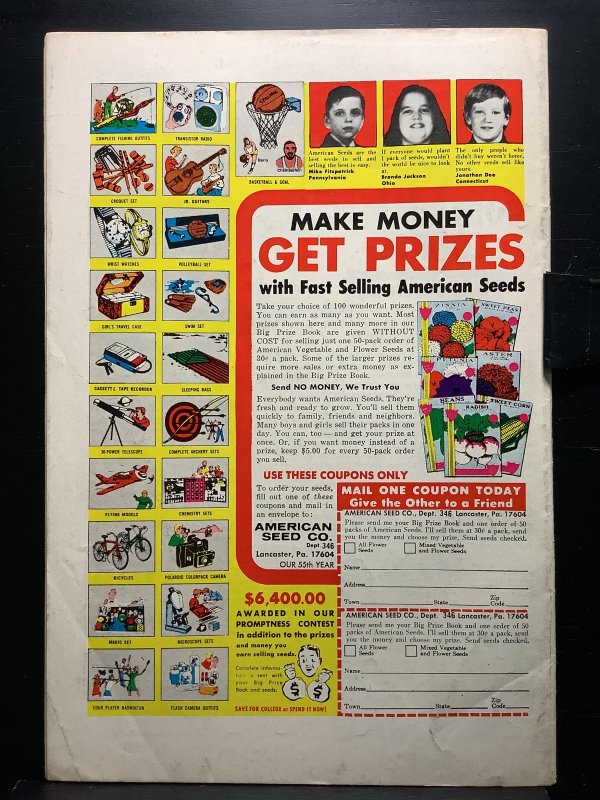 COMPLETE FISHING OUTFITS
TRANSISTOR RADIO
CROQUET SET
JR. GUITARS
BASKETBALL & GOAL
WRIST WATCHES
VOLLEYBALL SET
GIRL'S TRAVEL CASE
SWIM SET
CASSETTE TAPE RECORDER
SLEEPING BAGS
30-POWER TELESCOPE
COMPLETE ARCHERY SETS
FLYING MODELS
CHEMISTRY SETS
BICYCLES
POLAROID COLORPACK CAMERA
MAGIC SET
MICROSCOPE SETS
FOUR PLAYER BADMINTON
FLASH CAMERA OUTFITS
American Seeds are the
best seeds to sell and
selling the best is easy.
Mike Fitzpatrick
Pennsylvania
If everyone would plant
1 pack of seeds, wouldn't
the world be nice to look
at.
Brenda Jackson
Ohio
The only people who
didn't buy weren't home.
No other seeds sell like
yours.
Jonathan Dee
Connecticut
MAKE MONEY
GET PRIZES
with Fast Selling American Seeds
Take your choice of 100 wonderful prizes.
You can earn as many as you want. Most
prizes shown here and many more in our
Big Prize Book are given WITHOUT
COST for selling just one 50-pack order of
American Vegetable and Flower Seeds at
30¢ a pack. Some of the larger prizes re-
quire more sales or extra money as ex-
plained in the Big Prize Book.
Send NO MONEY, We Trust You
Everybody wants American Seeds. They're
fresh and ready to grow. You'll sell them
quickly to family, friends and neighbors.
Many boys and girls sell their packs in one
day. You can, too — and get your prize at
once. Or, if you want money instead of a
prize, keep $5.00 for every 50-pack order
you sell.
ZINNIA
SWEET PEAS
PETUNIA
ASTER
BEANS
RADISH
SWEET CORN
USE THESE COUPONS ONLY
To order your seeds,
fill out one of these
coupons and mail in
an envelope to:
AMERICAN
SEED CO.
Dept. 346
Lancaster, Pa. 17604
OUR 55th YEAR
MAIL ONE COUPON TODAY
Give the Other to a Friend
AMERICAN SEED CO., Dept. 346 Lancaster, Pa. 17604
Please send me your Big Prize Book and one order of 50
packs of American Seeds. I'll sell them at 30¢ a pack, send
you the money and choose my prize. Send seeds checked.
All Flower
Seeds
Mixed Vegetable
and Flower Seeds
Name
Address
Town
State
Zip
Code
AMERICAN SEED CO., Dept. 346 Lancaster, Pa. 17604
Please send me your Big Prize Book and one order of 50
packs of American Seeds. I'll sell them at 30¢ a pack, send
you the money and choose my prize. Send seeds checked.
All Flower
Seeds
Mixed Vegetable
and Flower Seeds
Name
Address
Town
State
Zip
Code
$6,400.00
AWARDED IN OUR
PROMPTNESS CONTEST
in addition to the prizes
and money you
earn selling seeds.
Complete informa-
tion is sent with
your Big Prize
Book and seeds.
$ $
SAVE FOR COLLEGE or SPEND IT NOW!